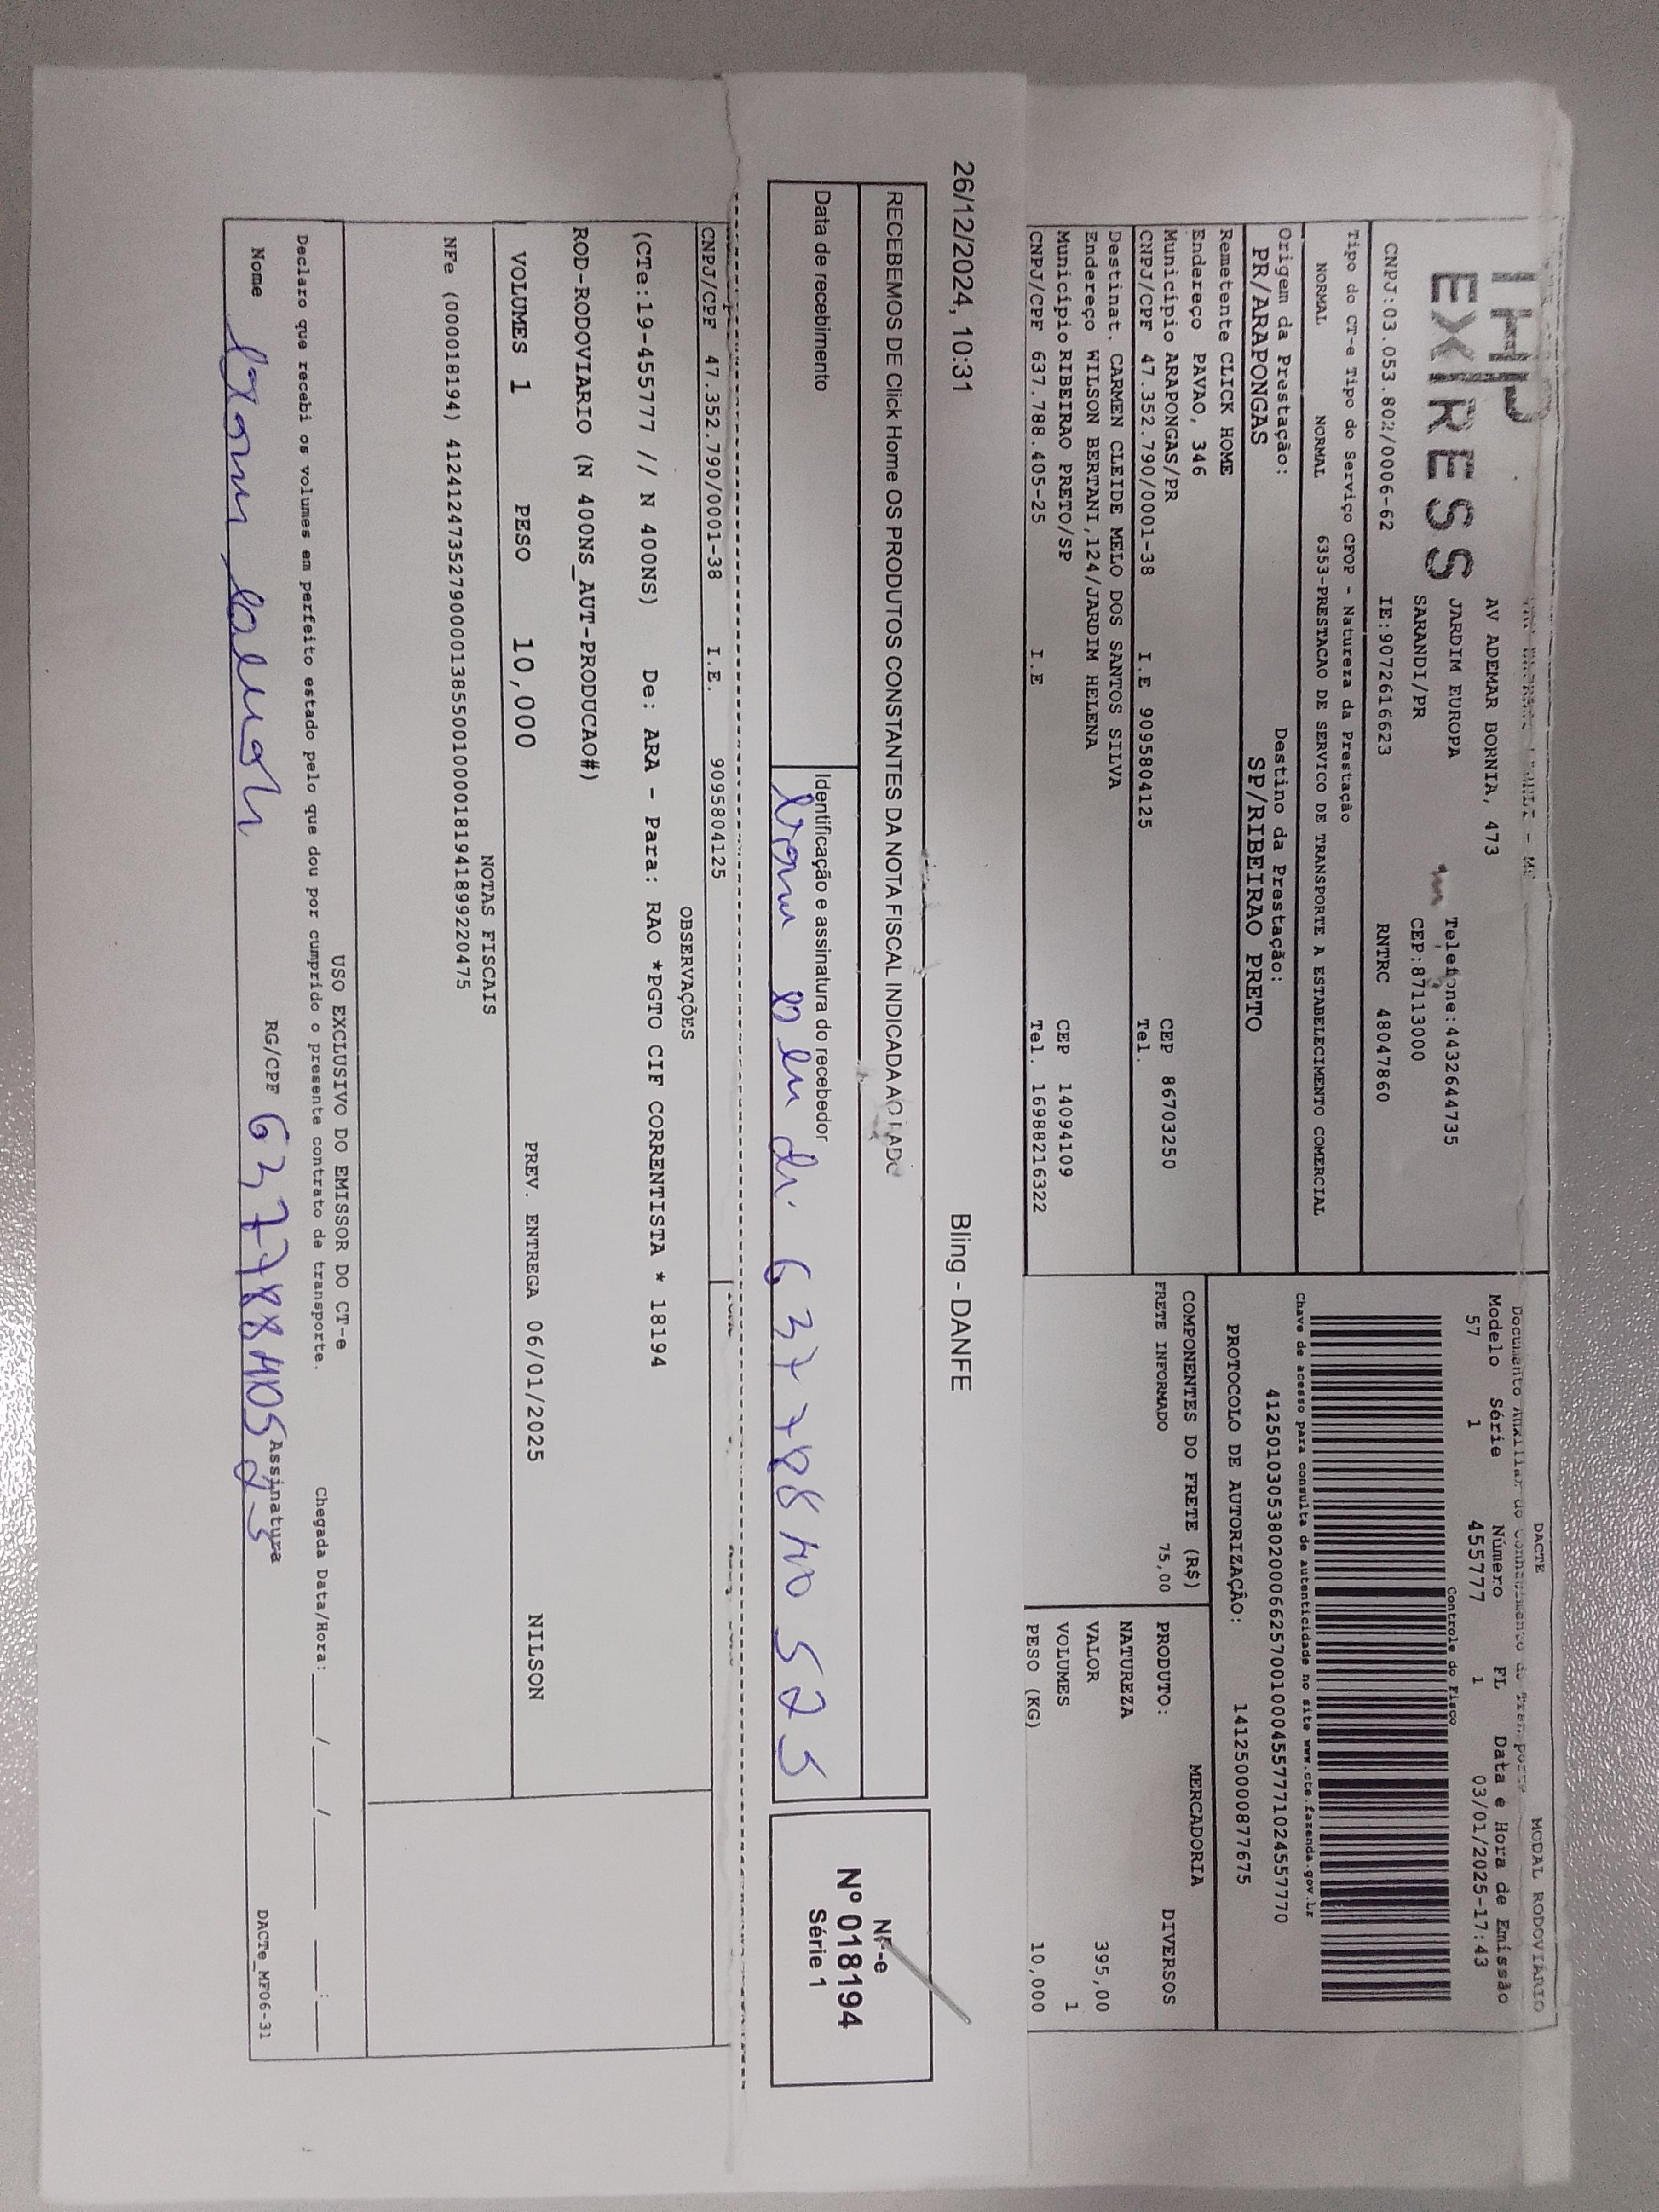 EXPRESS
AV ADEMAR BORNIA, 473
JARDIM EUROPA Telefone:4432644735
SARANDI/PR CEP:87113000
CNPJ:03.053.802/0006-62 IE:9072616623 RNTRC 48047860
Tipo do CT-e Tipo do Serviço CFOP - Natureza da Prestação
NORMAL NORMAL 6353-PRESTACAO DE SERVICO DE TRANSPORTE A ESTABELECIMENTO COMERCIAL
Origem da Prestação: Destino da Prestação:
PR/ARAPONGAS SP/RIBEIRAO PRETO
Remetente CLICK HOME
Endereço PAVAO, 346
Município ARAPONGAS/PR CEP 86703250
CNPJ/CPF 47.352.790/0001-38 I.E 9095804125 Tel.
Destinat. CARMEN CLEIDE MELO DOS SANTOS SILVA
Endereço WILSON BERTANI,124/JARDIM HELENA
Município RIBEIRAO PRETO/SP CEP 14094109
CNPJ/CPF 637.788.405-25 I.E Tel. 16988216322
DACTE MODAL RODOVIARIO
Documento Auxiliar do Conhecimento de Transporte
Modelo Série Número FL Data e Hora de Emissão
57 1 455777 1 03/01/2025-17:43
Controle do Fisco
Chave de acesso para consulta de autenticidade no site www.cte.fazenda.gov.br
41250103053802000662570010004557771024557770
PROTOCOLO DE AUTORIZAÇÃO: 141250000877675
COMPONENTES DO FRETE (R$)
FRETE INFORMADO 75,00
MERCADORIA
PRODUTO: DIVERSOS
NATUREZA
VALOR 395,00
VOLUMES 1
PESO (KG) 10,000
26/12/2024, 10:31 Bling - DANFE
RECEBEMOS DE Click Home OS PRODUTOS CONSTANTES DA NOTA FISCAL INDICADA AO LADO
Data de recebimento Identificação e assinatura do recebedor
63778840525
NF-e
Nº 018194
Série 1
CNPJ/CPF 47.352.790/0001-38 I.E. 9095804125
OBSERVAÇÕES
(CTe:19-455777 // N 400NS) De: ARA - Para: RAO *PGTO CIF CORRENTISTA * 18194
ROD-RODOVIARIO (N 400NS_AUT-PRODUCAO#)
VOLUMES 1 PESO 10,000 PREV. ENTREGA 06/01/2025 NILSON
NOTAS FISCAIS
NFe (000018194) 41241247352790000138550010000181941899220475
USO EXCLUSIVO DO EMISSOR DO CT-e
Declaro que recebi os volumes em perfeito estado pelo que dou por cumprido o presente contrato de transporte. Chegada Data/Hora: ___/___/_____ ___:___
Nome RG/CPF 63778840525 Assinatura DACTe_MF06-31